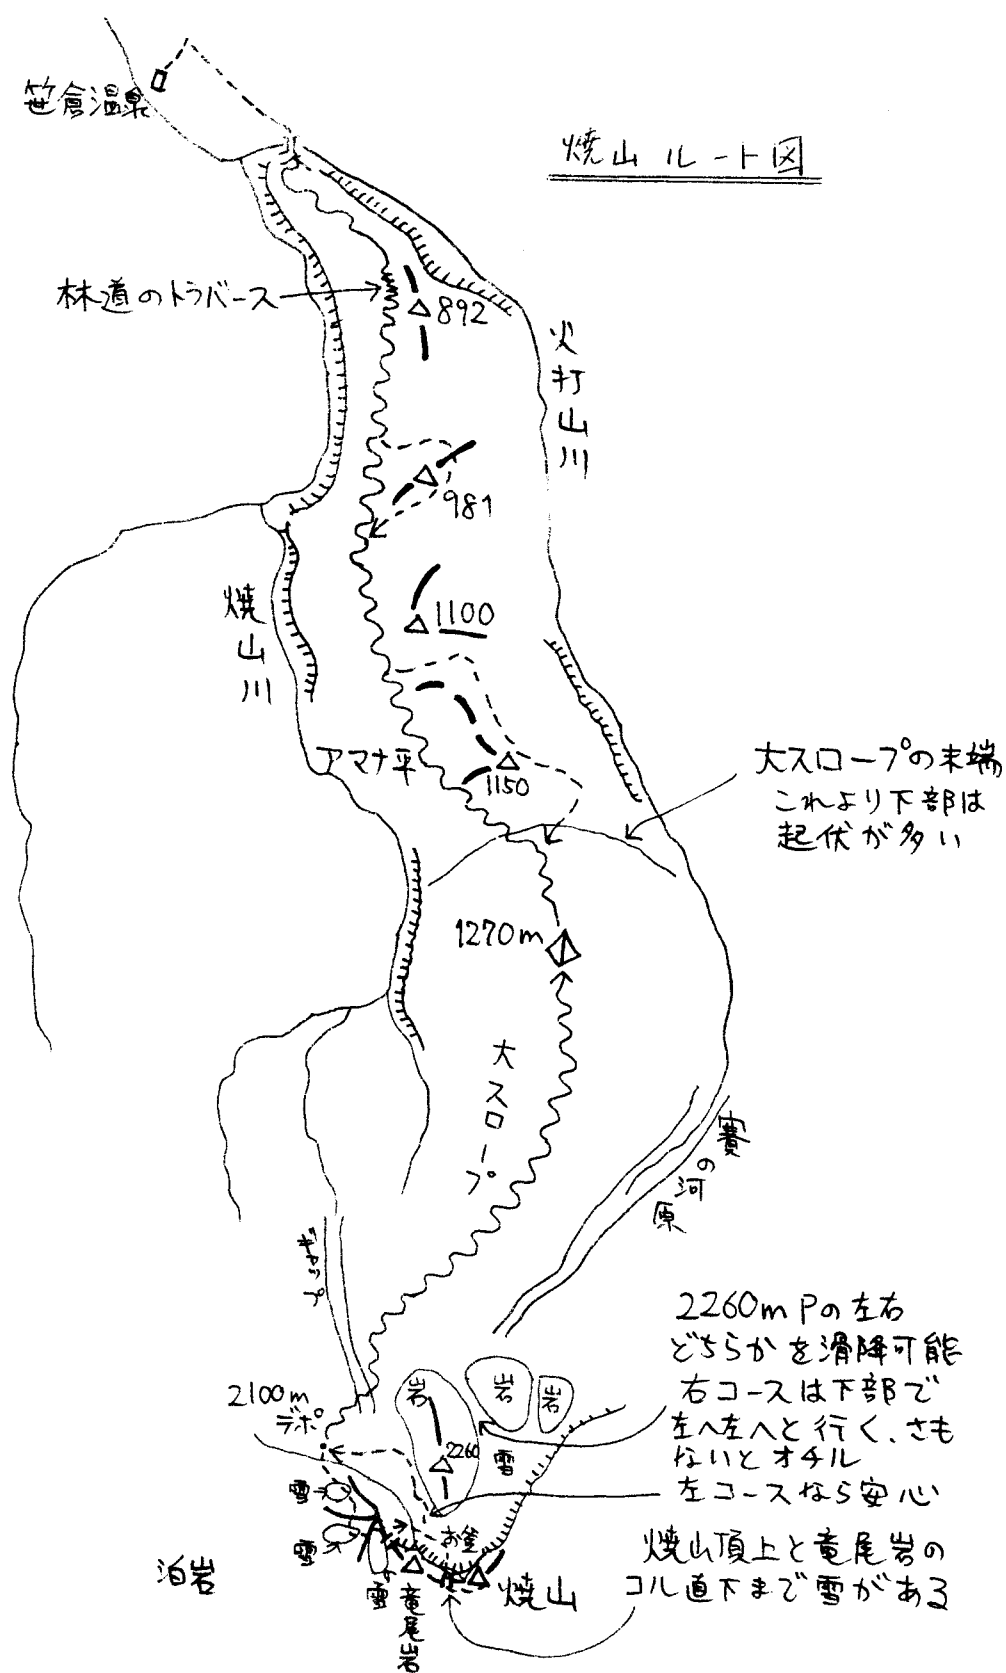 焼山 ルート図
笹倉温泉
林道のトラバース
892
火打山川
981
1100
焼山川
アマナ平
1150
大スロープの末端
これより下部は
起伏が多い
1270m
大スロープ
賽の河原
ギャップ
2260m Pの左右
どちらかを滑降可能
右コースは下部で
左へ左へと行く、さも
ないとオチル
左コースなら安心
2100m
デポ
岩
岩
岩
2260
雪
雪
雪
雪
お釜
泊岩
竜尾岩
焼山
焼山頂上と竜尾岩の
コル直下まで雪がある